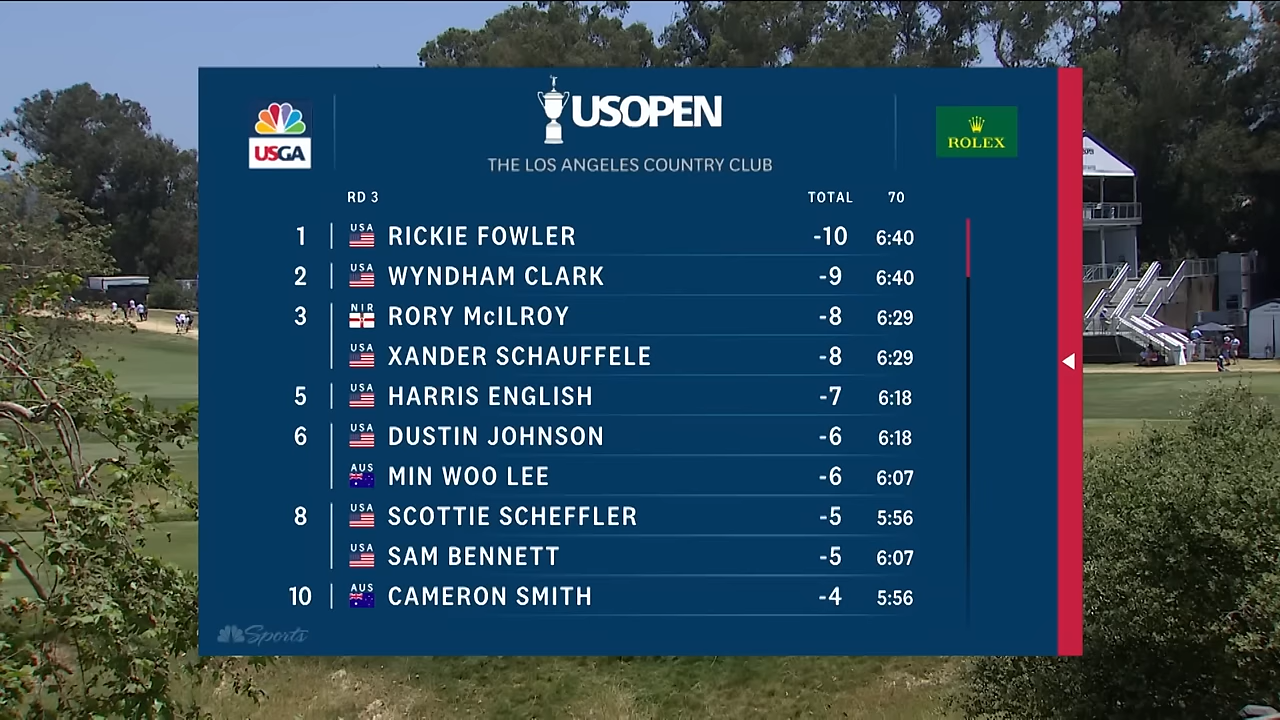 USGA
USOPEN
THE LOS ANGELES COUNTRY CLUB
ROLEX
RD 3 TOTAL 70
1 USA RICKIE FOWLER -10 6:40
2 USA WYNDHAM CLARK -9 6:40
3 NIR RORY McILROY -8 6:29
USA XANDER SCHAUFFELE -8 6:29
5 USA HARRIS ENGLISH -7 6:18
6 USA DUSTIN JOHNSON -6 6:18
AUS MIN WOO LEE -6 6:07
8 USA SCOTTIE SCHEFFLER -5 5:56
USA SAM BENNETT -5 6:07
10 AUS CAMERON SMITH -4 5:56
Sports